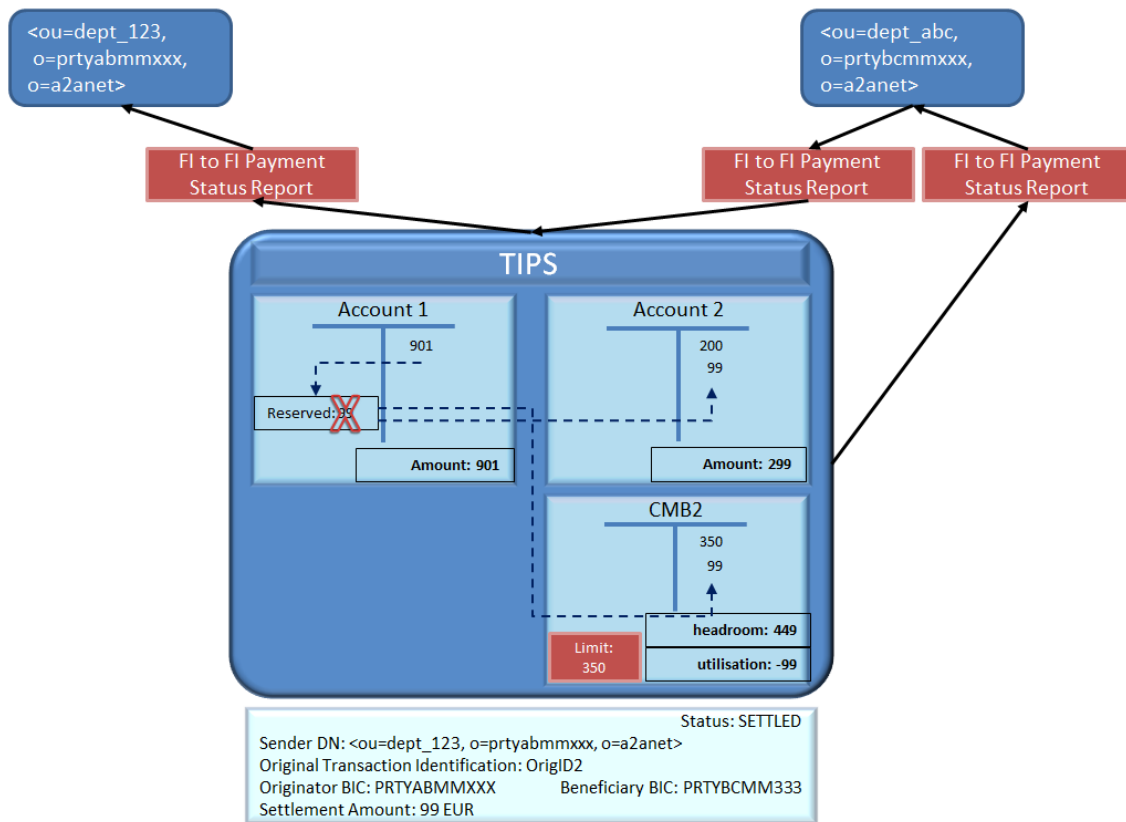 <ou=dept_123,
o=prtyabmmxxx,
o=a2anet>
<ou=dept_abc,
o=prtybcmmxxx,
o=a2anet>
FI to FI Payment
Status Report
FI to FI Payment
Status Report
FI to FI Payment
Status Report
TIPS
Account 1
901
Reserved: 99
Amount: 901
Account 2
200
99
Amount: 299
CMB2
350
99
headroom: 449
Limit:
350
utilisation: -99
Status: SETTLED
Sender DN: <ou=dept_123, o=prtyabmmxxx, o=a2anet>
Original Transaction Identification: OrigID2
Originator BIC: PRTYABMMXXX Beneficiary BIC: PRTYBCMM333
Settlement Amount: 99 EUR